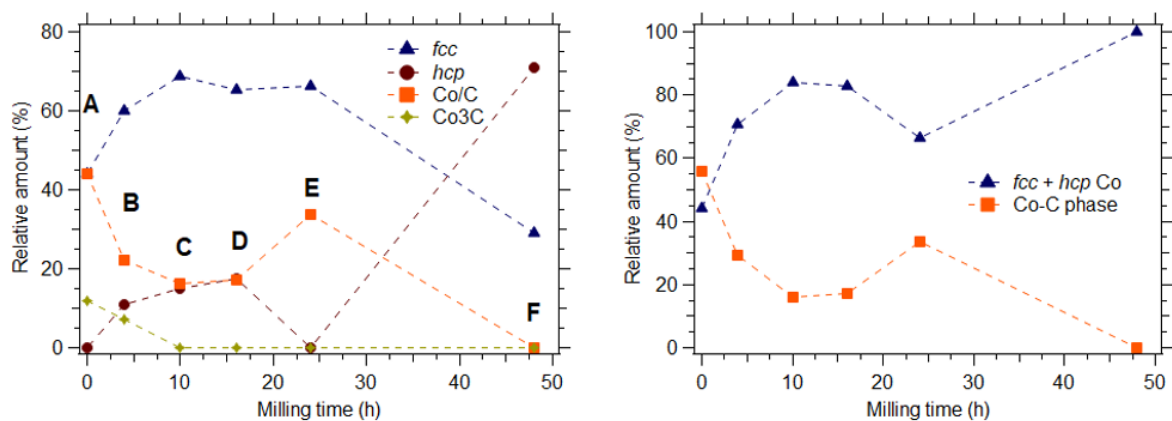 80
60
40
20
0
Relative amount (%)
A
B
C
D
E
F
fcc
hcp
Co/C
Co3C
0
10
20
30
40
50
Milling time (h)
100
80
60
40
20
0
Relative amount (%)
fcc + hcp Co
Co-C phase
0
10
20
30
40
50
Milling time (h)